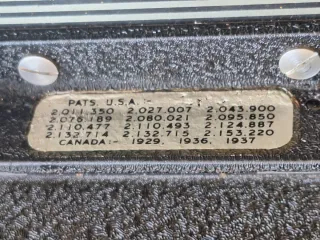 PATS. U.S.A. :-
2.011.350 2.027.007 2.043.900
2.076.189 2.080.021 2.095.850
2.110.477 2.110.493 2.124.887
2.132.714 2.132.715 2.153.220
CANADA:- 1929, 1936, 1937